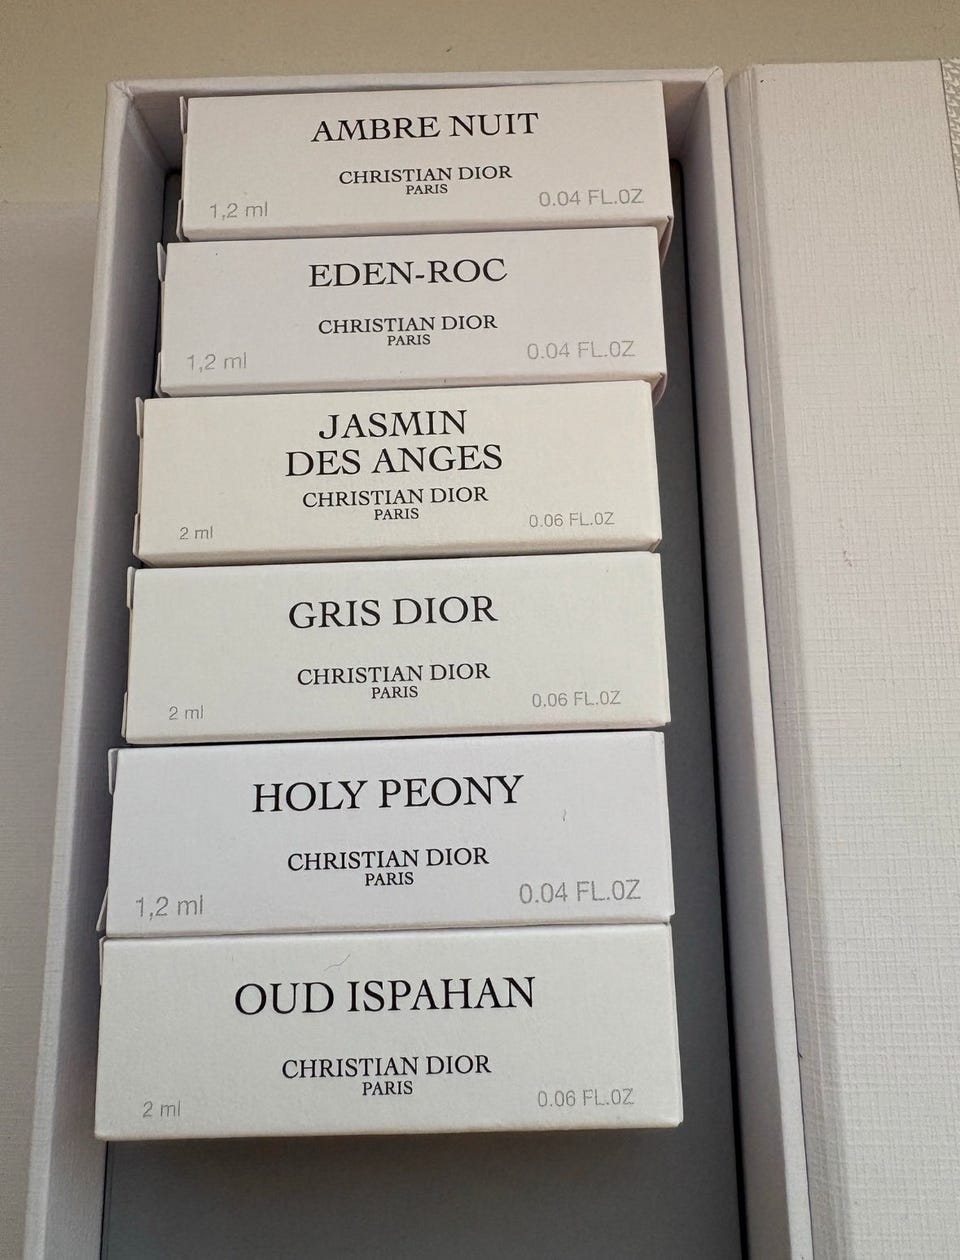 AMBRE NUIT
CHRISTIAN DIOR
PARIS
1,2 ml 0.04 FL.OZ
EDEN-ROC
CHRISTIAN DIOR
PARIS
1,2 ml 0.04 FL.OZ
JASMIN
DES ANGES
CHRISTIAN DIOR
PARIS
2 ml 0.06 FL.OZ
GRIS DIOR
CHRISTIAN DIOR
PARIS
2 ml 0.06 FL.OZ
HOLY PEONY
CHRISTIAN DIOR
PARIS
1,2 ml 0.04 FL.OZ
OUD ISPAHAN
CHRISTIAN DIOR
PARIS
2 ml 0.06 FL.OZ